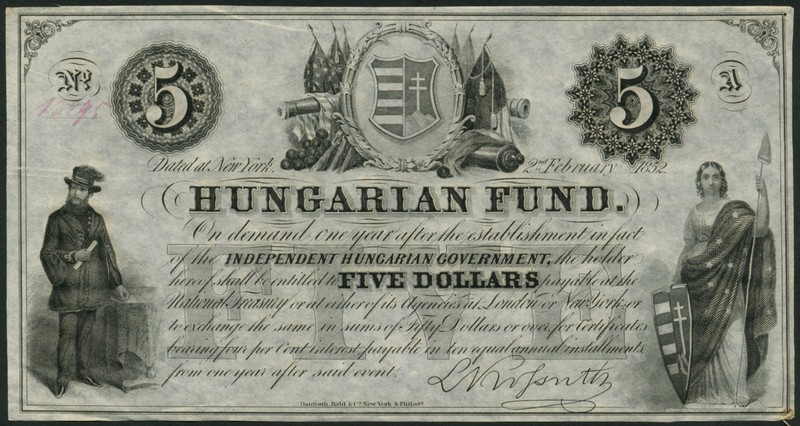 Nº
5
5
A
Dated at New York. 2nd February 1852
HUNGARIAN FUND.
On demand one year after the establishment in fact
of the INDEPENDENT HUNGARIAN GOVERNMENT, the holder
hereof shall be entitled to FIVE DOLLARS payable at the
National Treasury or at either of its Agencies at London or New York, or
to exchange the same in sums of Fifty Dollars or over, for Certificates
bearing four per Cent interest payable in ten equal annual installments
from one year after said event.
Danforth, Bald & Co. New York & Philada.